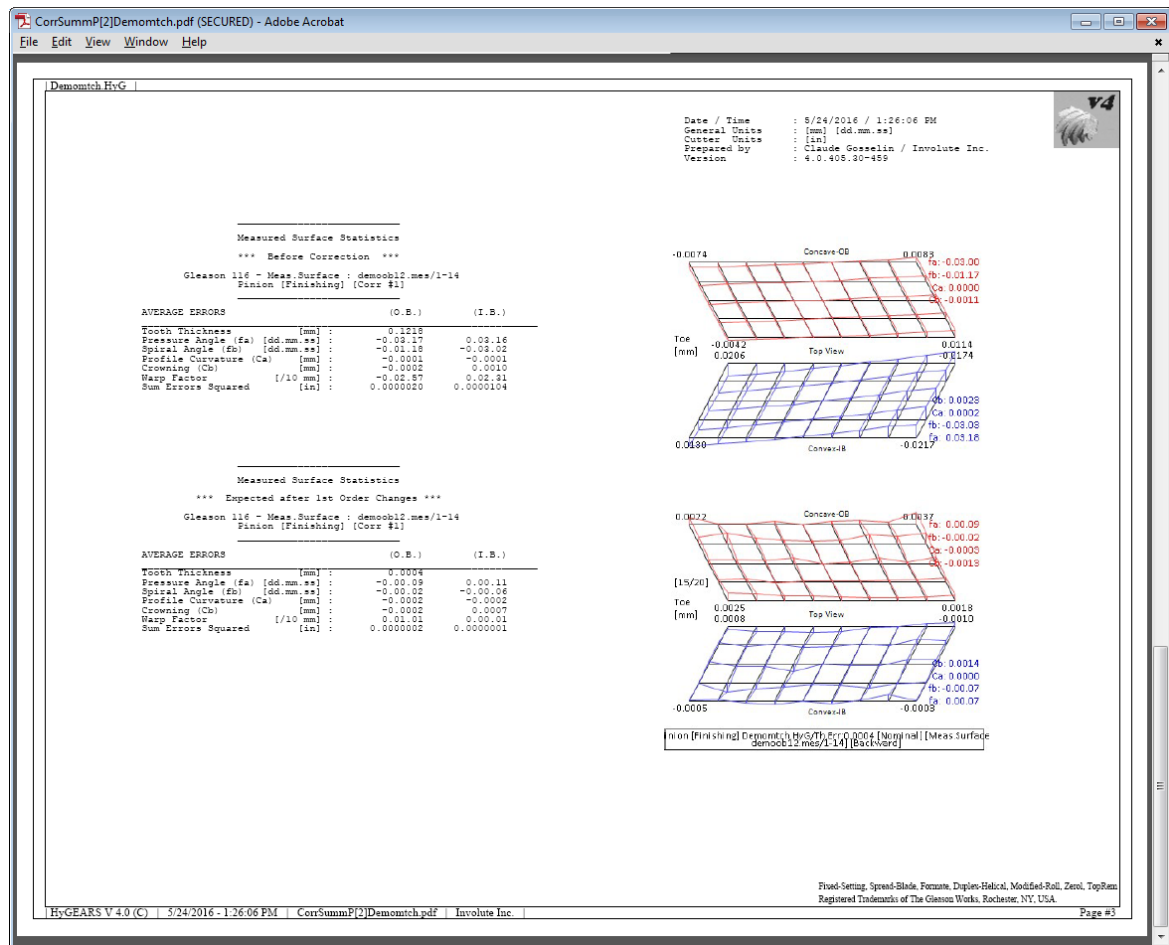 CorrSummP[2]Demomtch.pdf (SECURED) - Adobe Acrobat
File Edit View Window Help
Demomtch.HyG
V4
Date / Time : 5/24/2016 / 1:26:06 PM
General Units : [mm] [dd.mm.ss]
Cutter Units : [in]
Prepared by : Claude Gosselin / Involute Inc.
Version : 4.0.405.30-459
Measured Surface Statistics
*** Before Correction ***
Gleason 116 - Meas.Surface : demoob12.mes/1-14
Pinion [Finishing] [Corr #1]
AVERAGE ERRORS (O.B.) (I.B.)
Tooth Thickness [mm] : 0.1218
Pressure Angle (fa) [dd.mm.ss] : -0.03.17 0.03.16
Spiral Angle (fb) [dd.mm.ss] : -0.01.18 -0.03.02
Profile Curvature (Ca) [mm] : -0.0001 -0.0001
Crowning (Cb) [mm] : -0.0002 0.0010
Warp Factor [/10 mm] : -0.02.57 0.02.31
Sum Errors Squared [in] : 0.0000020 0.0000104
-0.0074 Concave-OB 0.0083
fa: -0.03.00
fb: -0.01.17
Ca: 0.0000
Cb: -0.0011
Toe
[mm]
-0.0042 0.0114
0.0206 Top View -0.0174
Cb: 0.0023
Ca: 0.0002
fb: -0.03.03
fa: 0.03.16
0.0130 Convex-IB -0.0217
Measured Surface Statistics
*** Expected after 1st Order Changes ***
Gleason 116 - Meas.Surface : demoob12.mes/1-14
Pinion [Finishing] [Corr #1]
AVERAGE ERRORS (O.B.) (I.B.)
Tooth Thickness [mm] : 0.0004
Pressure Angle (fa) [dd.mm.ss] : -0.00.09 0.00.11
Spiral Angle (fb) [dd.mm.ss] : -0.00.02 -0.00.06
Profile Curvature (Ca) [mm] : -0.0002 -0.0002
Crowning (Cb) [mm] : -0.0002 0.0007
Warp Factor [/10 mm] : 0.01.01 0.00.01
Sum Errors Squared [in] : 0.0000002 0.0000001
0.0022 Concave-OB 0.0037
fa: 0.00.09
fb: -0.00.02
Ca: -0.0003
Cb: -0.0013
[15/20]
Toe
[mm]
0.0025 0.0018
0.0008 Top View -0.0010
Cb: 0.0014
Ca: 0.0000
fb: -0.00.07
fa: 0.00.07
-0.0005 Convex-IB -0.0003
inion [Finishing] Demomtch.HyG/Th.Err:0.0004 [Nominal] [Meas.Surface
demoob12.mes/1-14] [Backward]
Fixed-Setting, Spread-Blade, Formate, Duplex-Helical, Modified-Roll, Zerol, TopRem
Registered Trademarks of The Gleason Works, Rochester, NY, USA.
HyGEARS V 4.0 (C) | 5/24/2016 - 1:26:06 PM | CorrSummP[2]Demomtch.pdf | Involute Inc. | Page #3